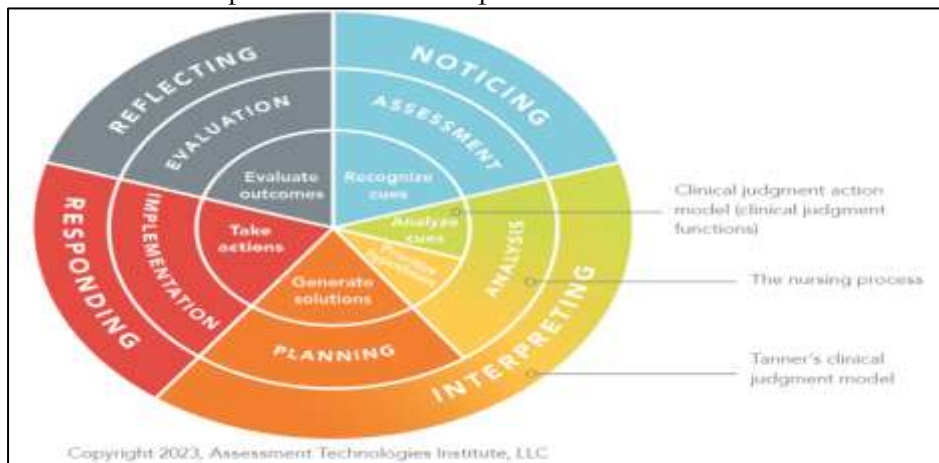 REFLECTING
NOTICING
EVALUATION
ASSESSMENT
Evaluate
outcomes
Recognize
cues
Analyze
cues
Take
actions
Generate
solutions
IMPLEMENTATION
ANALYSIS
PLANNING
RESPONDING
INTERPRETING
Clinical judgment action
model (clinical judgment
functions)
The nursing process
Tanner's clinical
judgment model
Copyright 2023, Assessment Technologies Institute, LLC